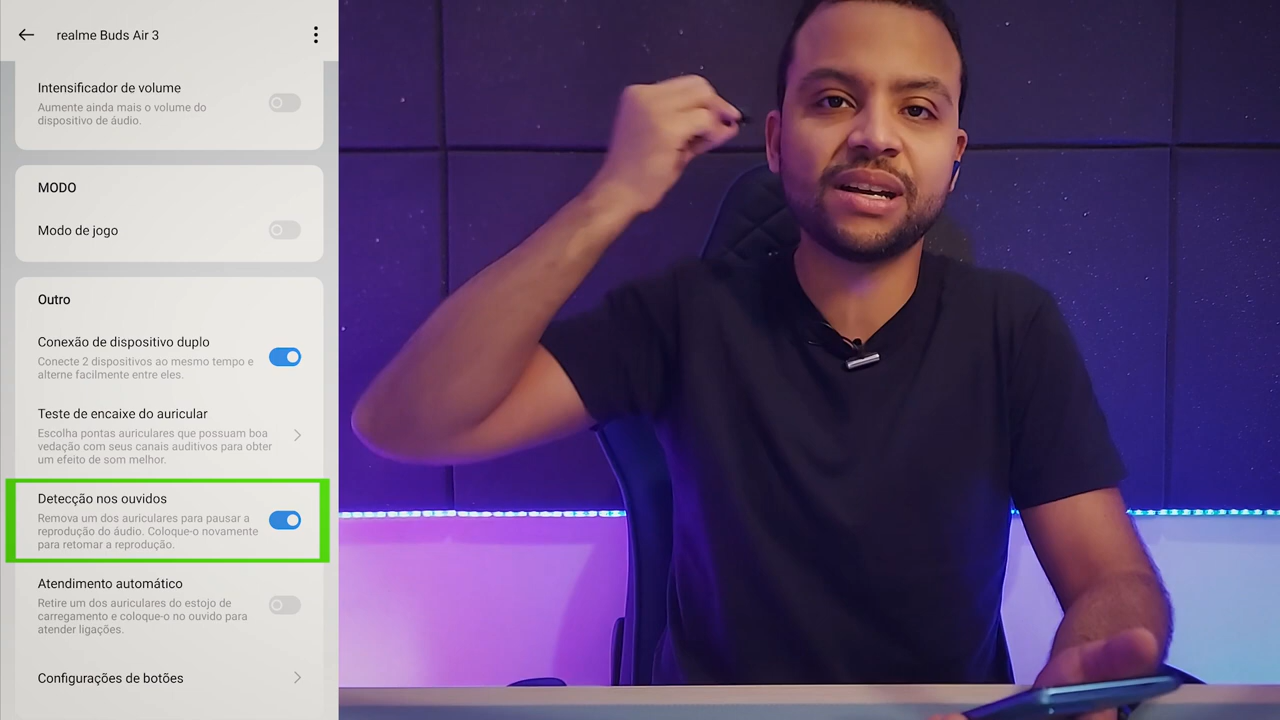 realme Buds Air 3
Intensificador de volume
Aumente ainda mais o volume do
dispositivo de áudio.
MODO
Modo de jogo
Outro
Conexão de dispositivo duplo
Conecte 2 dispositivos ao mesmo tempo e
alterne facilmente entre eles.
Teste de encaixe do auricular
Escolha pontas auriculares que possuam boa
vedação com seus canais auditivos para obter
um efeito de som melhor.
Detecção nos ouvidos
Remova um dos auriculares para pausar a
reprodução do áudio. Coloque-o novamente
para retomar a reprodução.
Atendimento automático
Retire um dos auriculares do estojo de
carregamento e coloque-o no ouvido para
atender ligações.
Configurações de botões